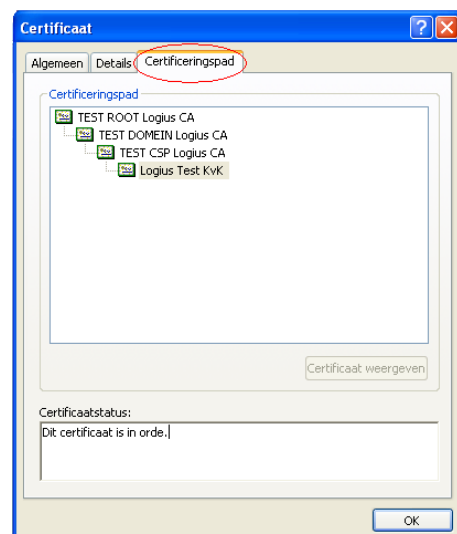 Certificaat
Algemeen Details Certificeringspad
Certificeringspad
TEST ROOT Logius CA
TEST DOMEIN Logius CA
TEST CSP Logius CA
Logius Test KvK
Certificaat weergeven
Certificaatstatus:
Dit certificaat is in orde.
OK